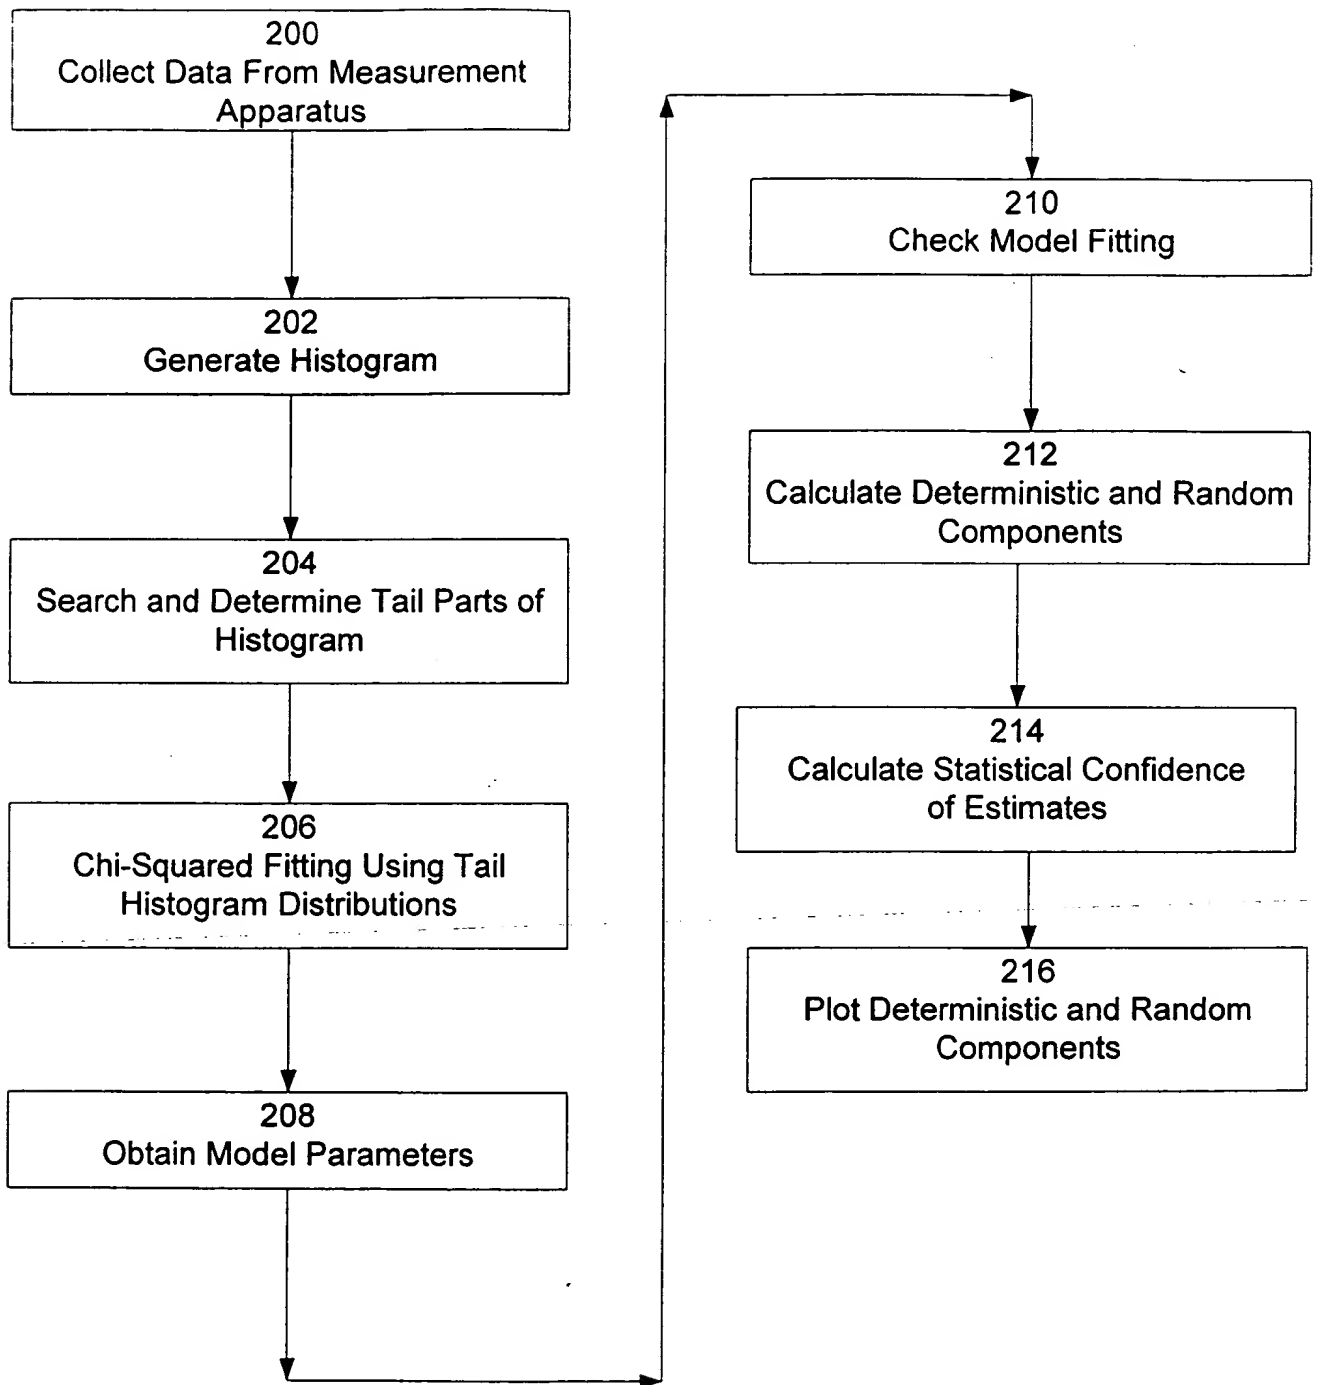 200
Collect Data From Measurement
Apparatus
202
Generate Histogram
204
Search and Determine Tail Parts of
Histogram
206
Chi-Squared Fitting Using Tail
Histogram Distributions
208
Obtain Model Parameters
210
Check Model Fitting
212
Calculate Deterministic and Random
Components
214
Calculate Statistical Confidence
of Estimates
216
Plot Deterministic and Random
Components